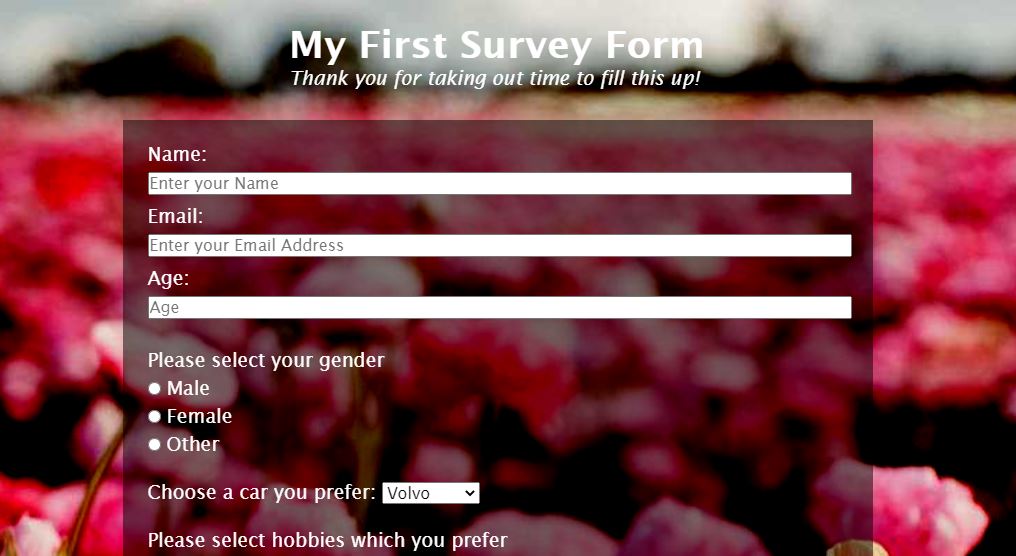 My First Survey Form
Thank you for taking out time to fill this up!
Name:
Enter your Name
Email:
Enter your Email Address
Age:
Age
Please select your gender
Male
Female
Other
Choose a car you prefer: Volvo
Please select hobbies which you prefer